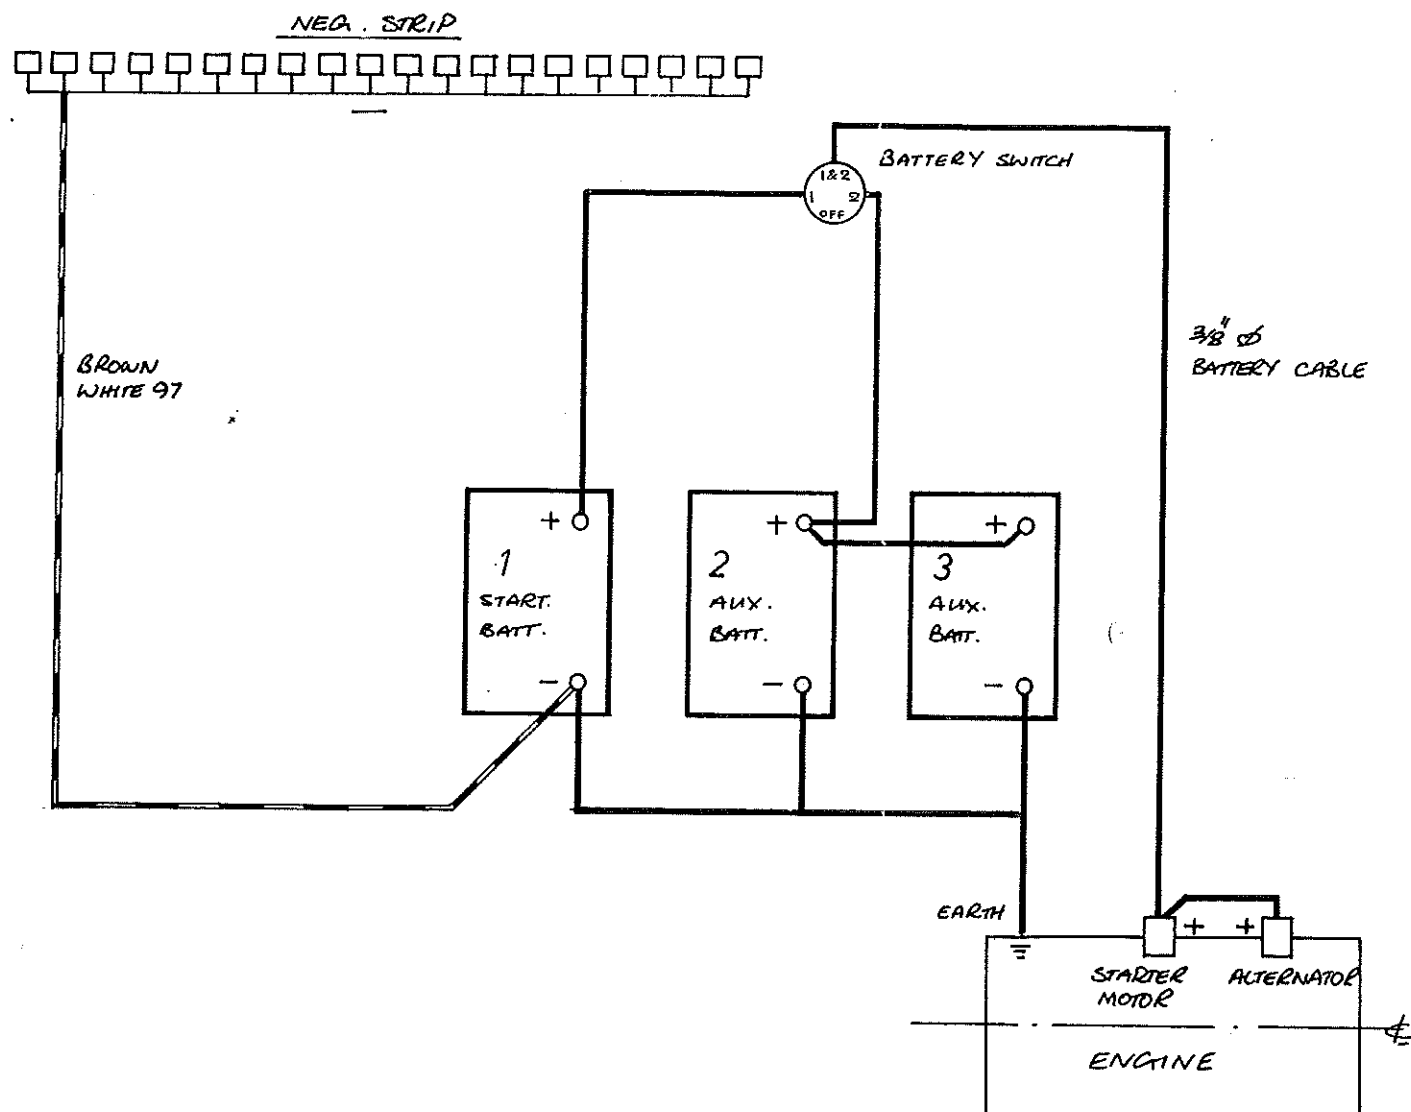 NEG. STRIP
BATTERY SWITCH
1&2
1 2
OFF
3/8" Ø
BATTERY CABLE
BROWN
WHITE 97
+
+
+
1
START.
BATT.
2
AUX.
BATT.
3
AUX.
BATT.
-
-
-
EARTH
+ +
STARTER
MOTOR
ALTERNATOR
ENGINE